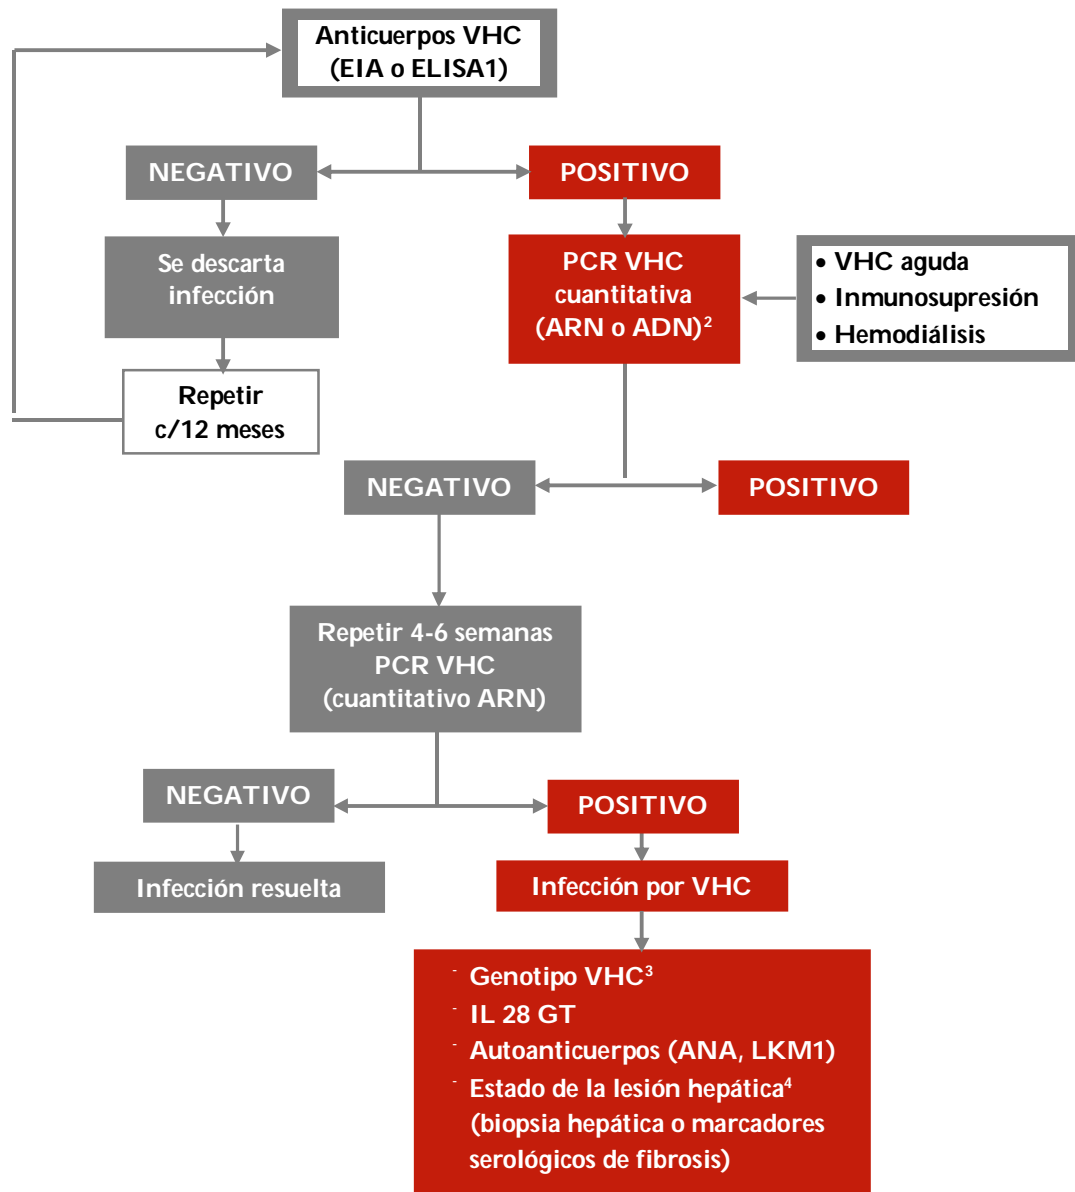 Anticuerpos VHC
(EIA o ELISA1)
NEGATIVO
POSITIVO
Se descarta
infección
PCR VHC
cuantitativa
(ARN o ADN)²
• VHC aguda
• Inmunosupresión
• Hemodiálisis
Repetir
c/12 meses
NEGATIVO
POSITIVO
Repetir 4-6 semanas
PCR VHC
(cuantitativo ARN)
NEGATIVO
POSITIVO
Infección resuelta
Infección por VHC
- Genotipo VHC³
- IL 28 GT
- Autoanticuerpos (ANA, LKM1)
- Estado de la lesión hepática⁴
(biopsia hepática o marcadores
serológicos de fibrosis)